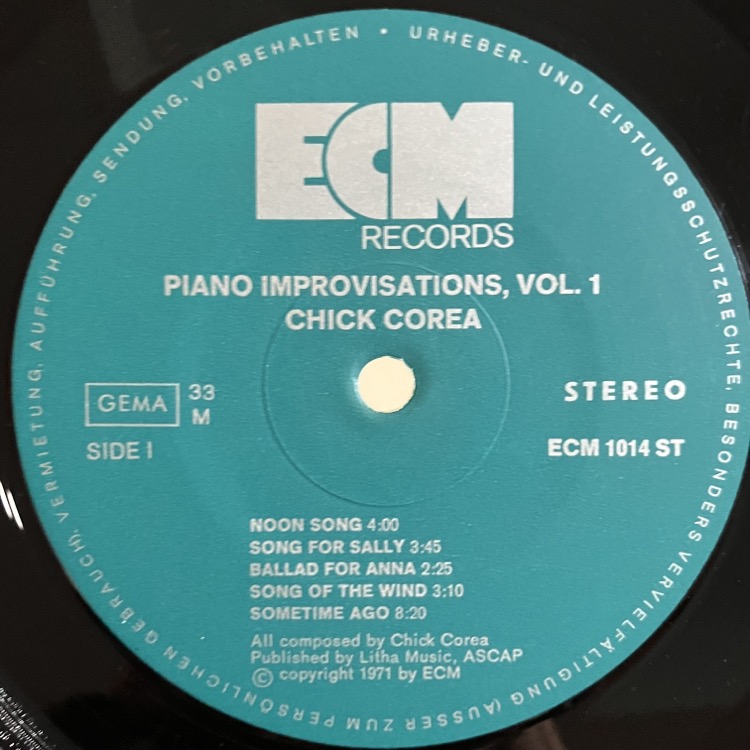 URHEBER- UND LEISTUNGSSCHUTZRECHTE, BESONDERS VERVIELFÄLTIGUNG (AUSSER ZUM PERSÖNLICHEN GEBRAUCH), VERMIETUNG, AUFFÜHRUNG, SENDUNG, VORBEHALTEN •
ECM
RECORDS
PIANO IMPROVISATIONS, VOL. 1
CHICK COREA
GEMA 33 M
STEREO
SIDE I
ECM 1014 ST
NOON SONG 4:00
SONG FOR SALLY 3:45
BALLAD FOR ANNA 2:25
SONG OF THE WIND 3:10
SOMETIME AGO 8:20
All composed by Chick Corea
Published by Litha Music, ASCAP
© copyright 1971 by ECM